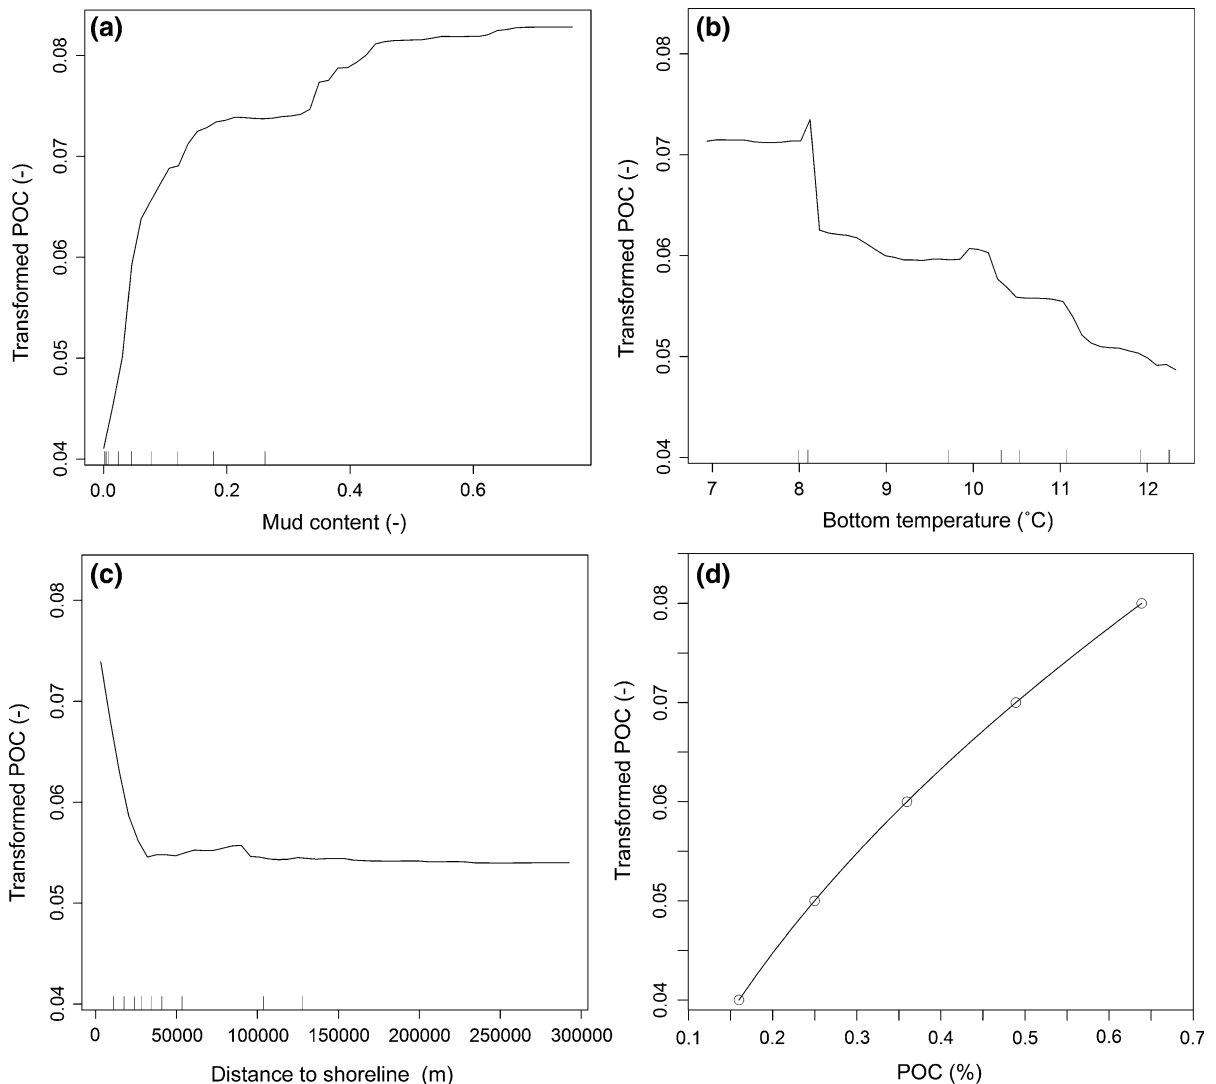 (a)
Transformed POC (-)
0.08
0.07
0.06
0.05
0.04
0.0 0.2 0.4 0.6
Mud content (-)
(b)
Transformed POC (-)
0.08
0.07
0.06
0.05
0.04
7 8 9 10 11 12
Bottom temperature (˚C)
(c)
Transformed POC (-)
0.08
0.07
0.06
0.05
0.04
0 50000 100000 150000 200000 250000 300000
Distance to shoreline (m)
(d)
Transformed POC (-)
0.08
0.07
0.06
0.05
0.04
0.1 0.2 0.3 0.4 0.5 0.6 0.7
POC (%)